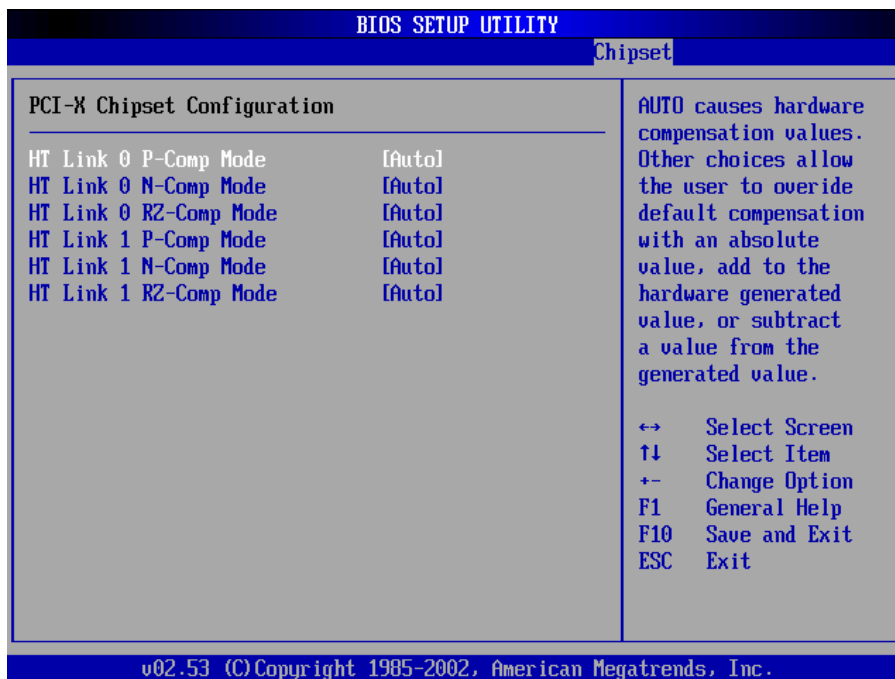 BIOS SETUP UTILITY
Chipset
PCI-X Chipset Configuration
HT Link 0 P-Comp Mode [Auto]
HT Link 0 N-Comp Mode [Auto]
HT Link 0 RZ-Comp Mode [Auto]
HT Link 1 P-Comp Mode [Auto]
HT Link 1 N-Comp Mode [Auto]
HT Link 1 RZ-Comp Mode [Auto]
AUTO causes hardware
compensation values.
Other choices allow
the user to overide
default compensation
with an absolute
value, add to the
hardware generated
value, or subtract
a value from the
generated value.
↔ Select Screen
↑↓ Select Item
+- Change Option
F1 General Help
F10 Save and Exit
ESC Exit
v02.53 (C)Copyright 1985-2002, American Megatrends, Inc.